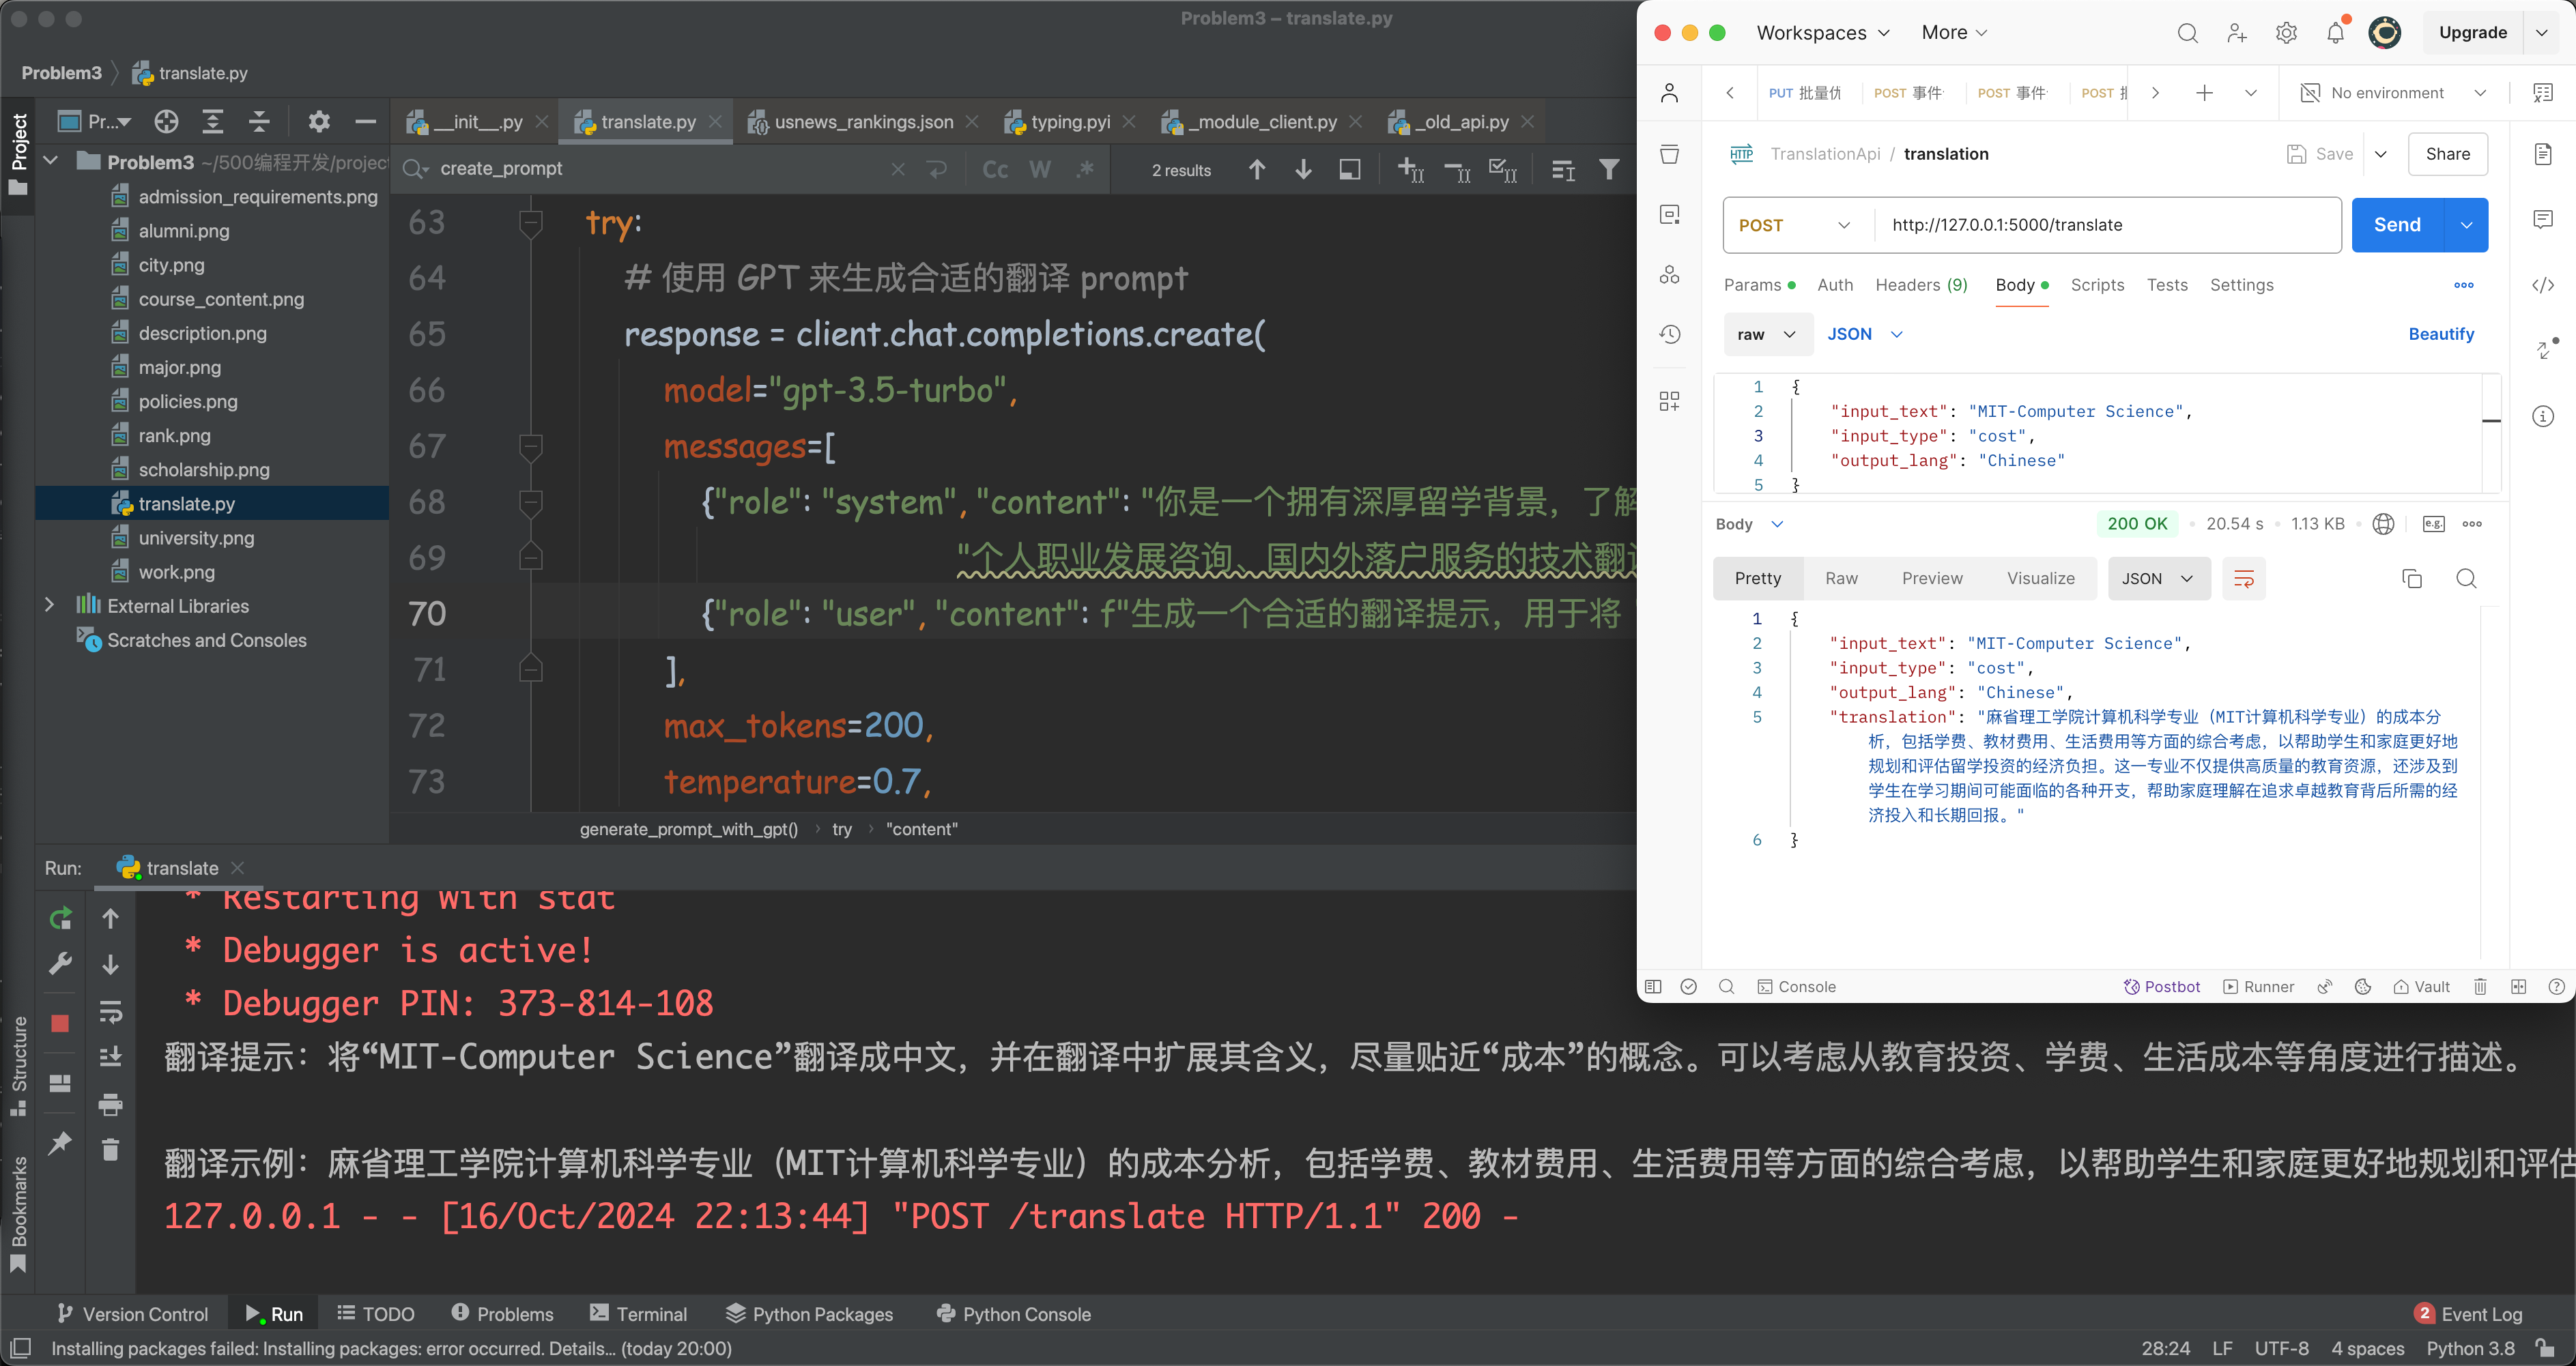 Problem3 – translate.py
Problem3
translate.py
Pr...
__init__.py
translate.py
usnews_rankings.json
typing.pyi
_module_client.py
_old_api.py
Project
Problem3 ~/500编程开发/project
admission_requirements.png
alumni.png
city.png
course_content.png
description.png
major.png
policies.png
rank.png
scholarship.png
translate.py
university.png
work.png
External Libraries
Scratches and Consoles
create_prompt
Cc W .*
2 results
63 try:
64 # 使用 GPT 来生成合适的翻译 prompt
65 response = client.chat.completions.create(
66 model="gpt-3.5-turbo",
67 messages=[
68 {"role": "system", "content": "你是一个拥有深厚留学背景，了解
69 "个人职业发展咨询、国内外落户服务的技术翻译
70 {"role": "user", "content": f"生成一个合适的翻译提示，用于将
71 ],
72 max_tokens=200,
73 temperature=0.7,
generate_prompt_with_gpt() › try › "content"
Run: translate
* Restarting with stat
* Debugger is active!
* Debugger PIN: 373-814-108
翻译提示：将“MIT-Computer Science”翻译成中文，并在翻译中扩展其含义，尽量贴近“成本”的概念。可以考虑从教育投资、学费、生活成本等角度进行描述。
翻译示例：麻省理工学院计算机科学专业（MIT计算机科学专业）的成本分析，包括学费、教材费用、生活费用等方面的综合考虑，以帮助学生和家庭更好地规划和评估
127.0.0.1 - - [16/Oct/2024 22:13:44] "POST /translate HTTP/1.1" 200 -
Structure
Bookmarks
Version Control
Run
TODO
Problems
Terminal
Python Packages
Python Console
2 Event Log
Installing packages failed: Installing packages: error occurred. Details... (today 20:00)
28:24 LF UTF-8 4 spaces Python 3.8
Workspaces
More
Upgrade
PUT 批量优
POST 事件
POST 事件
POST
No environment
HTTP
TranslationApi / translation
Save
Share
POST
http://127.0.0.1:5000/translate
Send
Params
Auth
Headers (9)
Body
Scripts
Tests
Settings
raw
JSON
Beautify
1 {
2 "input_text": "MIT-Computer Science",
3 "input_type": "cost",
4 "output_lang": "Chinese"
5 }
Body
200 OK
20.54 s
1.13 KB
e.g.
Pretty
Raw
Preview
Visualize
JSON
1 {
2 "input_text": "MIT-Computer Science",
3 "input_type": "cost",
4 "output_lang": "Chinese",
5 "translation": "麻省理工学院计算机科学专业（MIT计算机科学专业）的成本分
析，包括学费、教材费用、生活费用等方面的综合考虑，以帮助学生和家庭更好地
规划和评估留学投资的经济负担。这一专业不仅提供高质量的教育资源，还涉及到
学生在学习期间可能面临的各种开支，帮助家庭理解在追求卓越教育背后所需的经
济投入和长期回报。"
6 }
Console
Postbot
Runner
Vault